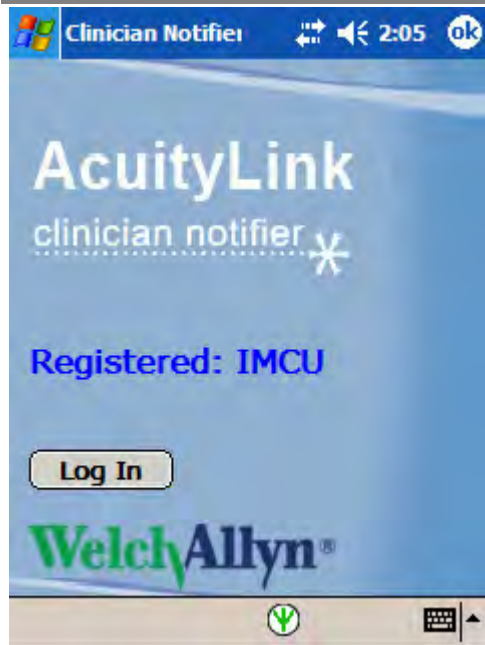 Clinician Notifier 2:05 ok
AcuityLink
clinician notifier
Registered: IMCU
Log In
WelchAllyn®